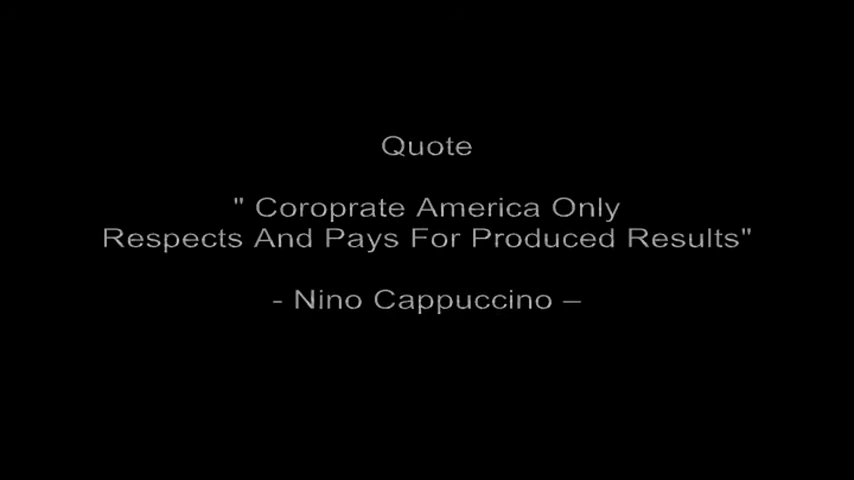 Quote
" Coroprate America Only
Respects And Pays For Produced Results"
- Nino Cappuccino –